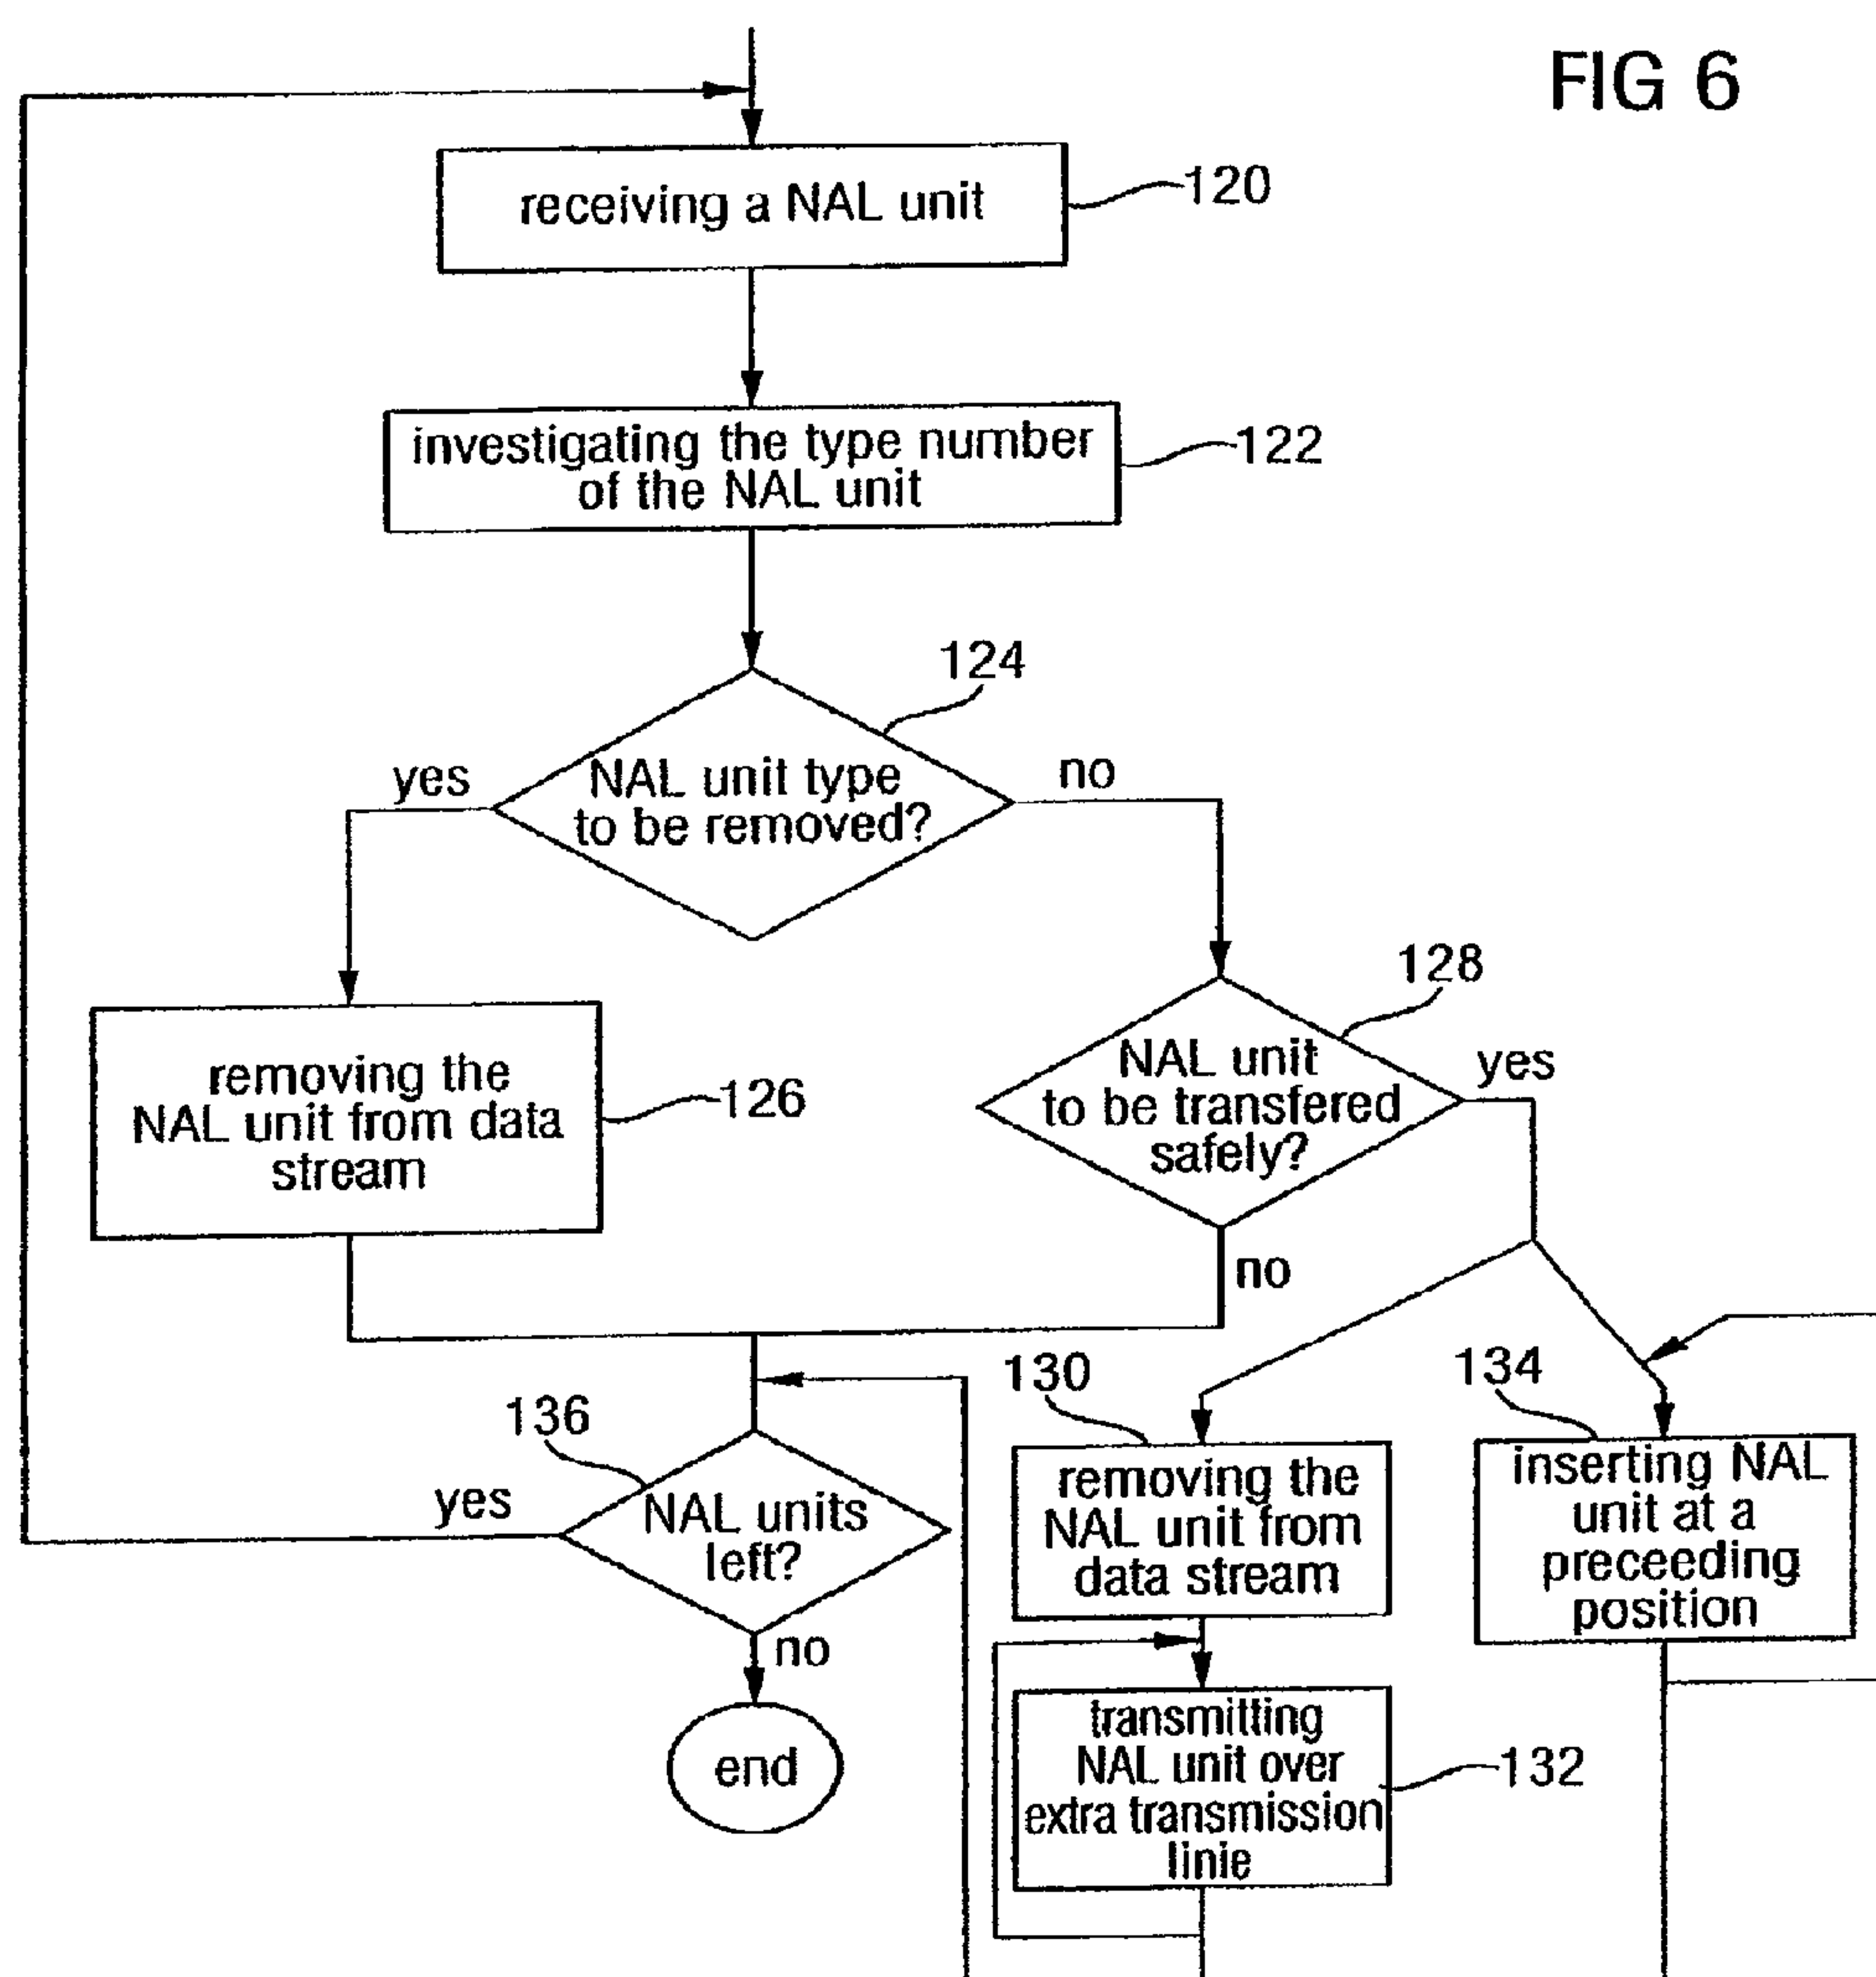 FIG 6
receiving a NAL unit
120
investigating the type number
of the NAL unit
122
124
yes
NAL unit type
to be removed?
no
128
removing the
NAL unit from data
stream
126
NAL unit
to be transfered
safely?
yes
no
136
yes
NAL units
left?
no
end
130
removing the
NAL unit from
data stream
134
inserting NAL
unit at a
preceeding
position
transmitting
NAL unit over
extra transmission
linie
132